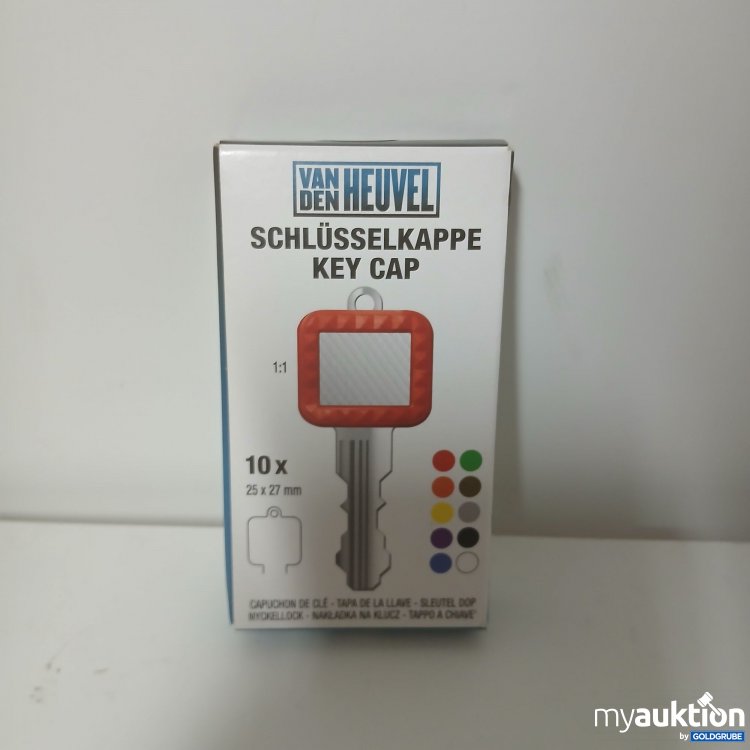 VAN DEN HEUVEL
SCHLÜSSELKAPPE
KEY CAP
1:1
10 x
25 x 27 mm
CAPUCHON DE CLÉ - TAPA DE LA LLAVE - SLEUTEL DOP
NYCKELLOCK - NAKŁADKA NA KLUCZ - TAPPO A CHIAVE
myauktion
by GOLDGRUBE